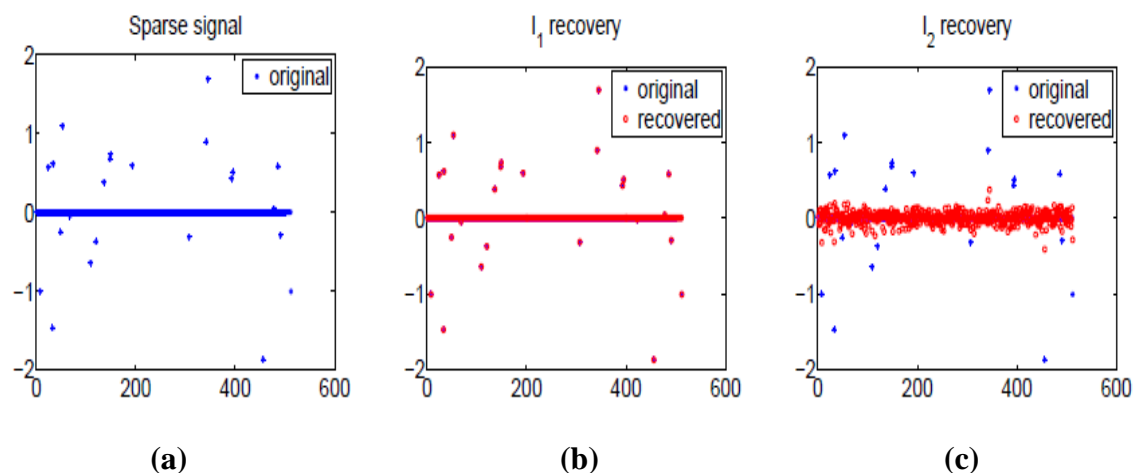 Sparse signal
2
1
0
−1
−2
0
200
400
600
original
(a)
l1 recovery
2
1
0
−1
−2
0
200
400
600
original
recovered
(b)
l2 recovery
2
1
0
−1
−2
0
200
400
600
original
recovered
(c)